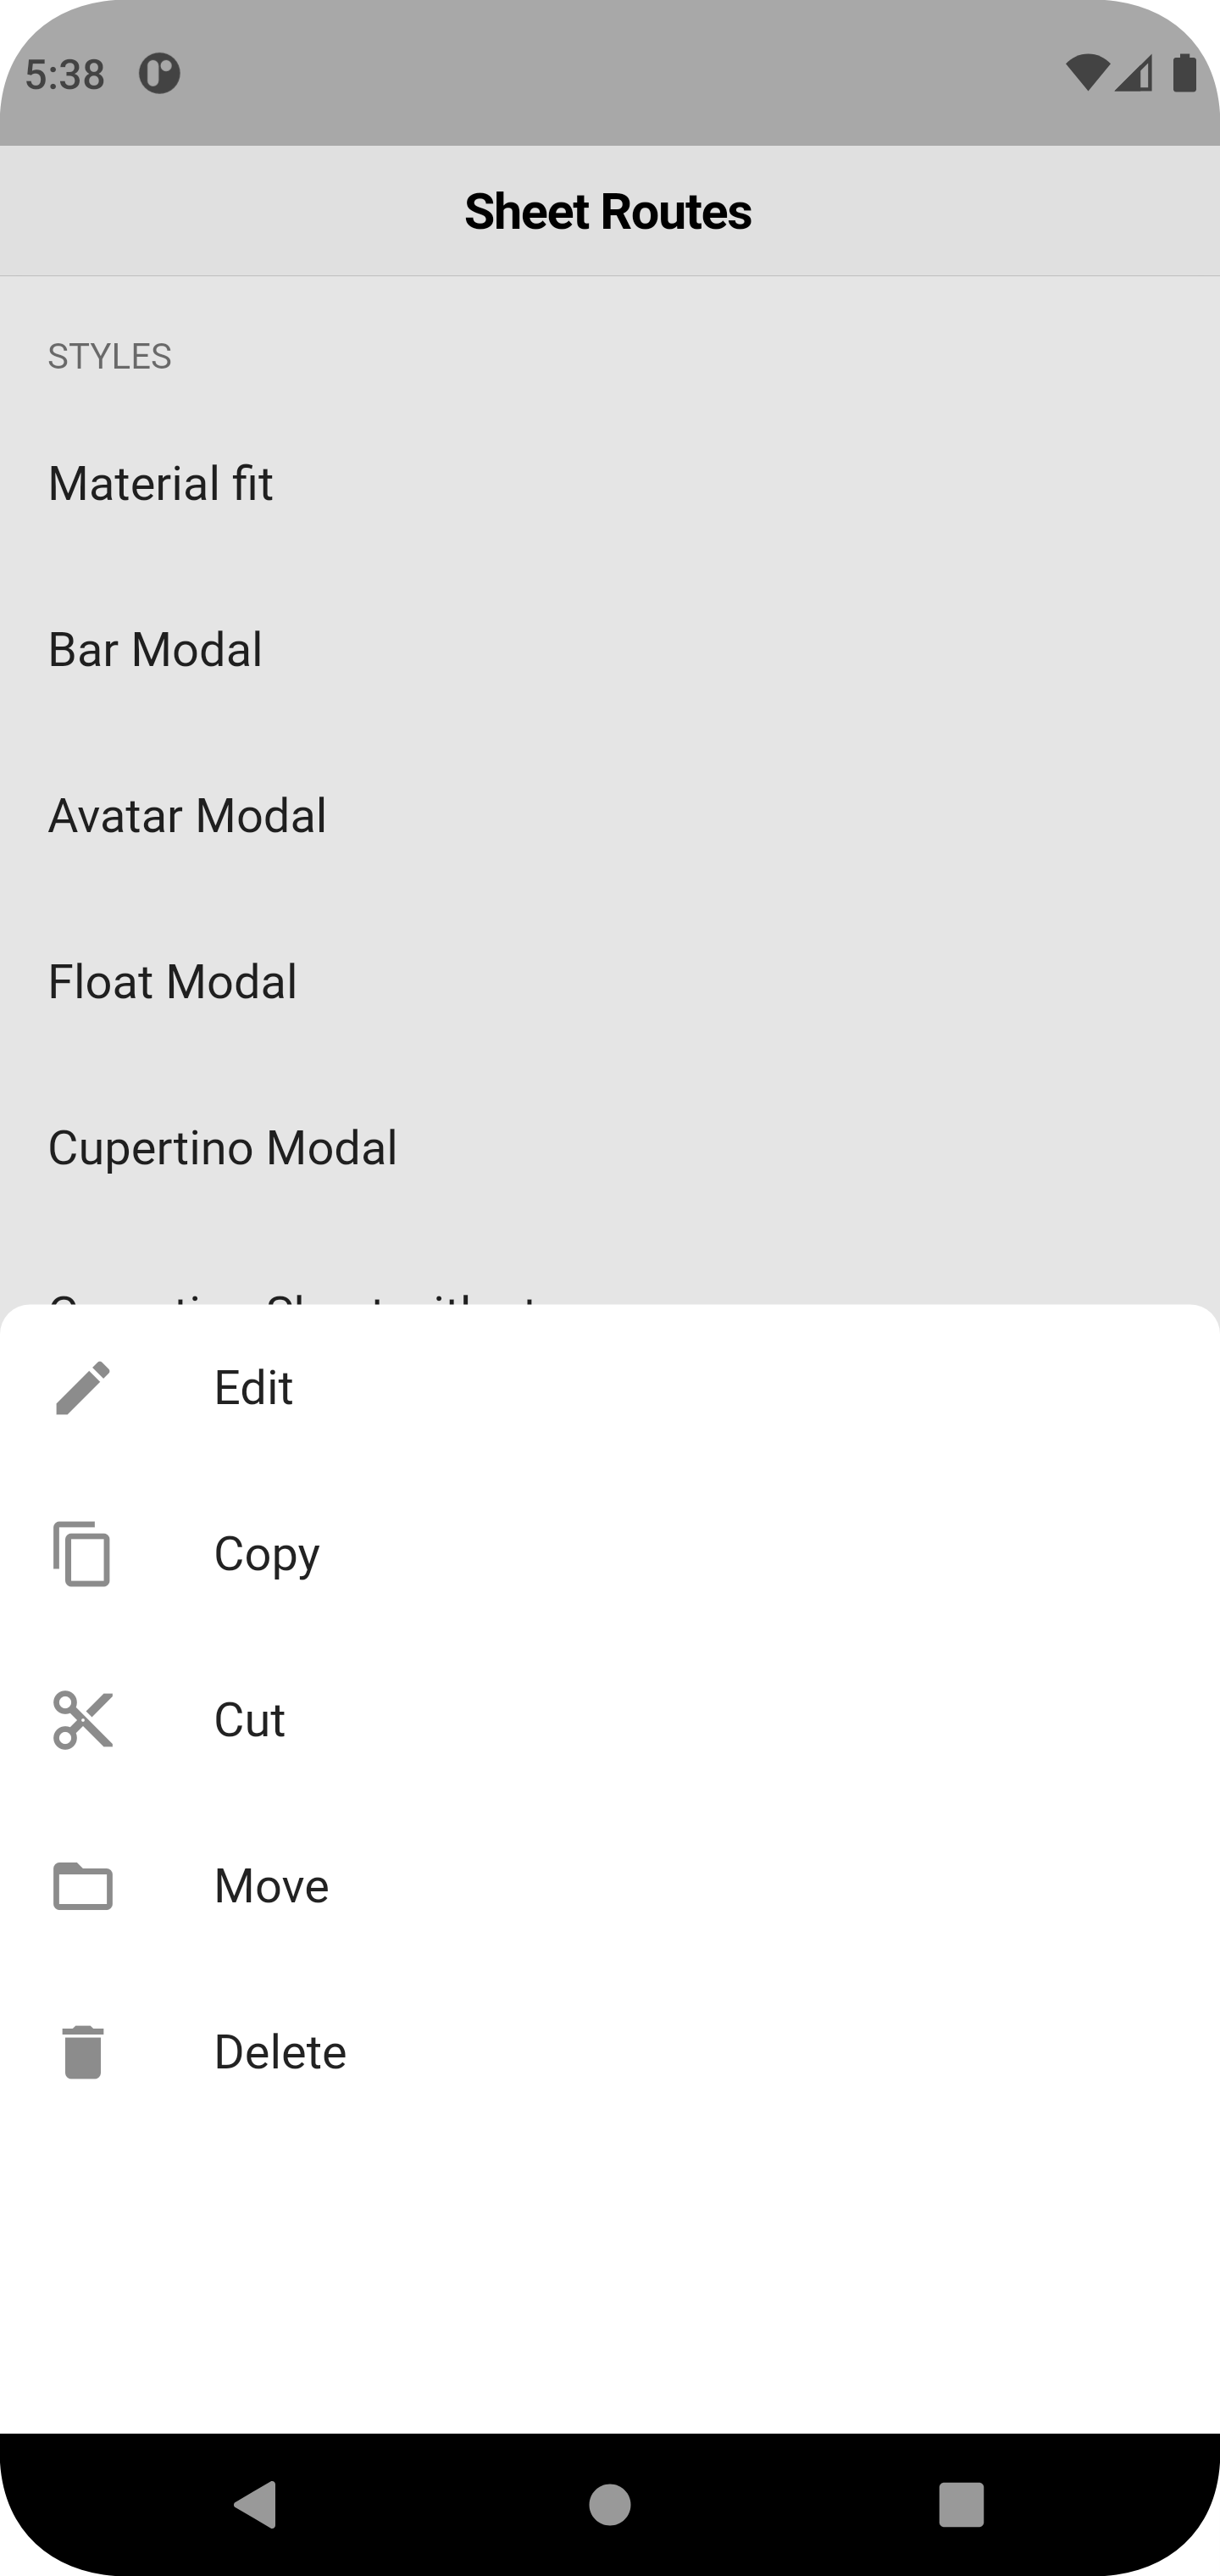 5:38
Sheet Routes
STYLES
Material fit
Bar Modal
Avatar Modal
Float Modal
Cupertino Modal
Edit
Copy
Cut
Move
Delete